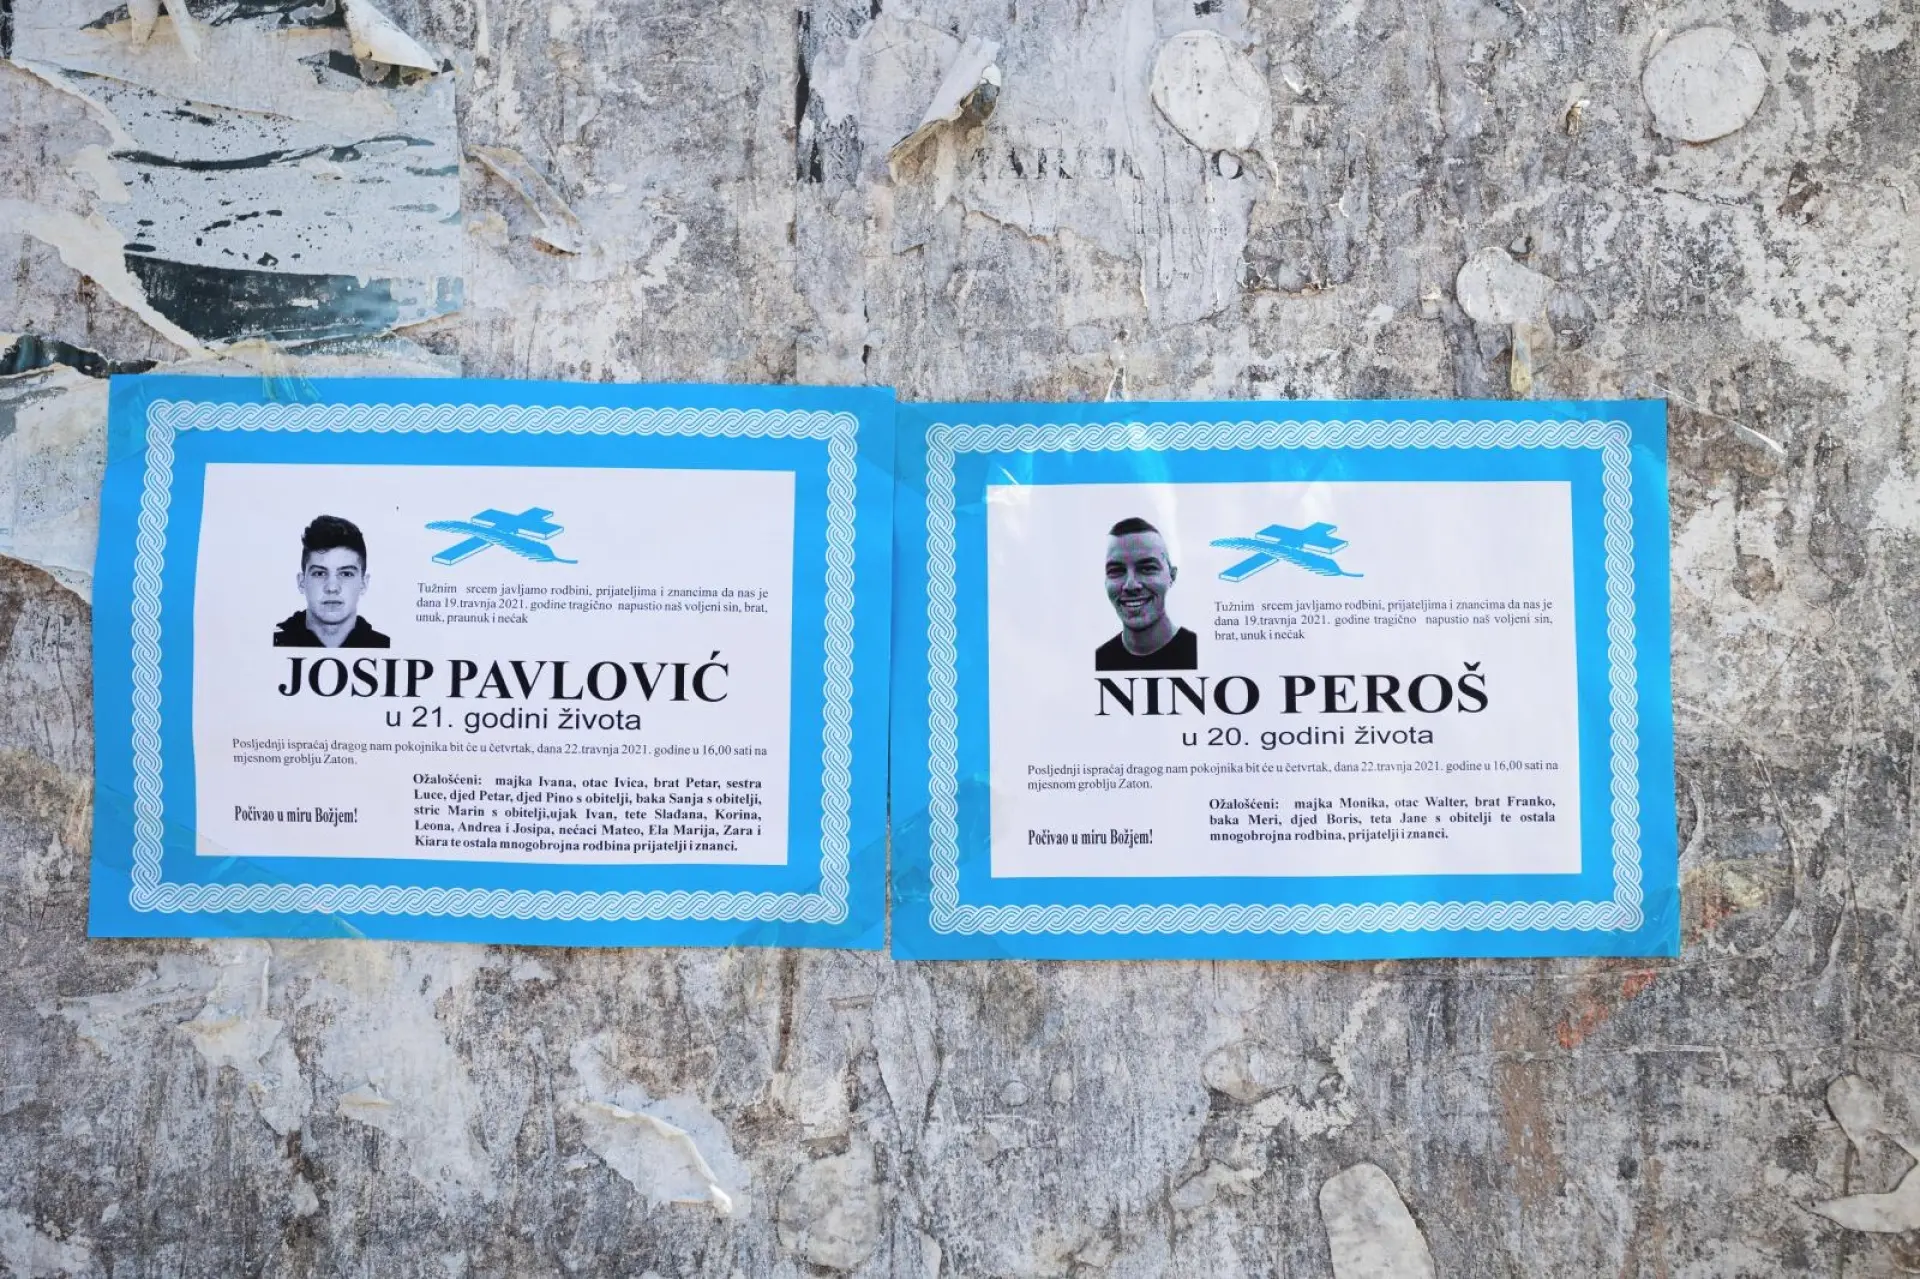 Tužnim srcem javljamo rodbini, prijateljima i znancima da nas je
dana 19.travnja 2021. godine tragično napustio naš voljeni sin, brat,
unuk, praunuk i nećak
JOSIP PAVLOVIĆ
u 21. godini života
Posljednji ispraćaj dragog nam pokojnika bit će u četvrtak, dana 22.travnja 2021. godine u 16,00 sati na
mjesnom groblju Zaton.
Ožalošćeni: majka Ivana, otac Ivica, brat Petar, sestra
Luce, djed Petar, djed Pino s obitelji, baka Sanja s obitelji,
stric Marin s obitelji,ujak Ivan, tete Slađana, Korina,
Leona, Andrea i Josipa, nećaci Mateo, Ela Marija, Zara i
Kiara te ostala mnogobrojna rodbina prijatelji i znanci.
Počivao u miru Božjem!
Tužnim srcem javljamo rodbini, prijateljima i znancima da nas je
dana 19.travnja 2021. godine tragično napustio naš voljeni sin,
brat, unuk i nećak
NINO PEROŠ
u 20. godini života
Posljednji ispraćaj dragog nam pokojnika bit će u četvrtak, dana 22.travnja 2021. godine u 16,00 sati na
mjesnom groblju Zaton.
Ožalošćeni: majka Monika, otac Walter, brat Franko,
baka Meri, djed Boris, teta Jane s obitelji te ostala
mnogobrojna rodbina, prijatelji i znanci.
Počivao u miru Božjem!